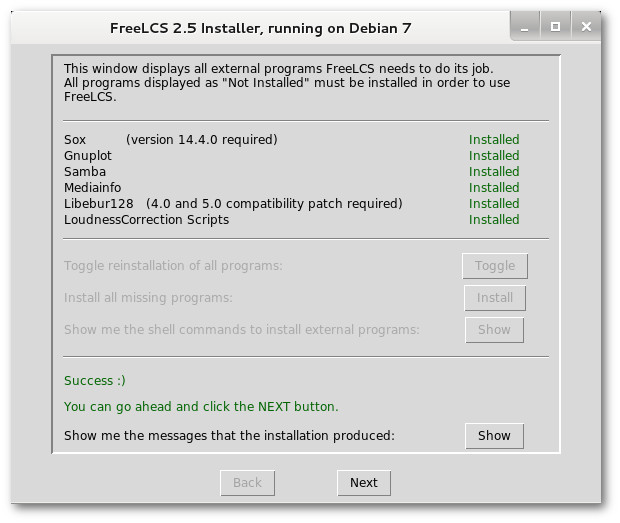 FreeLCS 2.5 Installer, running on Debian 7
This window displays all external programs FreeLCS needs to do its job.
All programs displayed as "Not Installed" must be installed in order to use
FreeLCS.
Sox (version 14.4.0 required) Installed
Gnuplot Installed
Samba Installed
Mediainfo Installed
Libebur128 (4.0 and 5.0 compatibility patch required) Installed
LoudnessCorrection Scripts Installed
Toggle reinstallation of all programs: Toggle
Install all missing programs: Install
Show me the shell commands to install external programs: Show
Success :)
You can go ahead and click the NEXT button.
Show me the messages that the installation produced: Show
Back Next